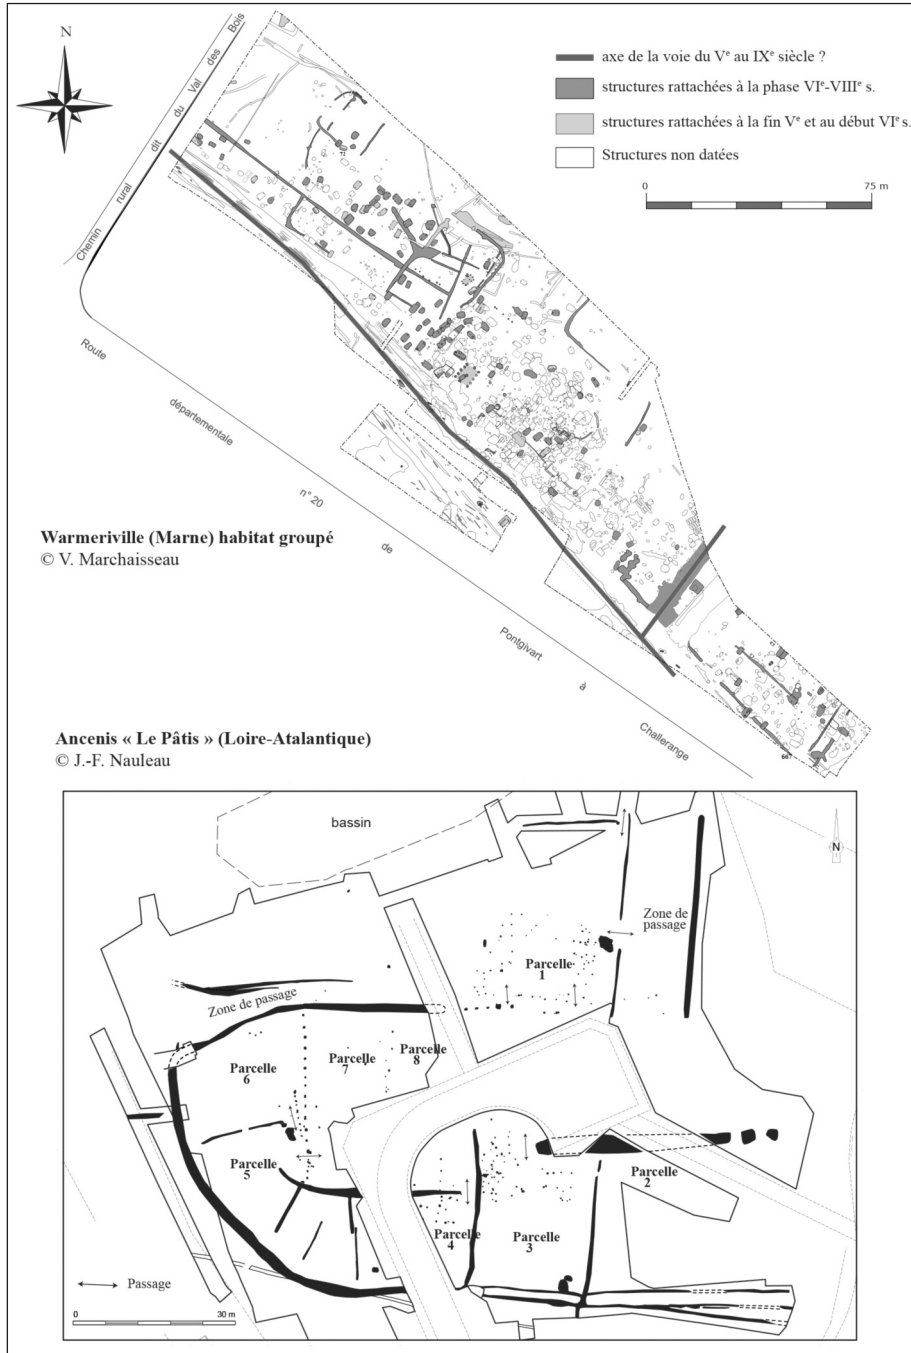 N
axe de la voie du Vᵉ au IXᵉ siècle ?
structures rattachées à la phase VIᵉ-VIIIᵉ s.
structures rattachées à la fin Vᵉ et au début VIᵉ s.
Structures non datées
0 75 m
Chemin rural dit du Val des Bois
Route départementale n° 20 de Pontgivart à Challerange
Warmeriville (Marne) habitat groupé
© V. Marchaisseau
667
Ancenis « Le Pâtis » (Loire-Atalantique)
© J.-F. Nauleau
bassin
N
Zone de
passage
Parcelle
1
Zone de passage
Parcelle
6
Parcelle
7
Parcelle
8
Parcelle
5
Parcelle
2
Parcelle
4
Parcelle
3
Passage
0 30 m